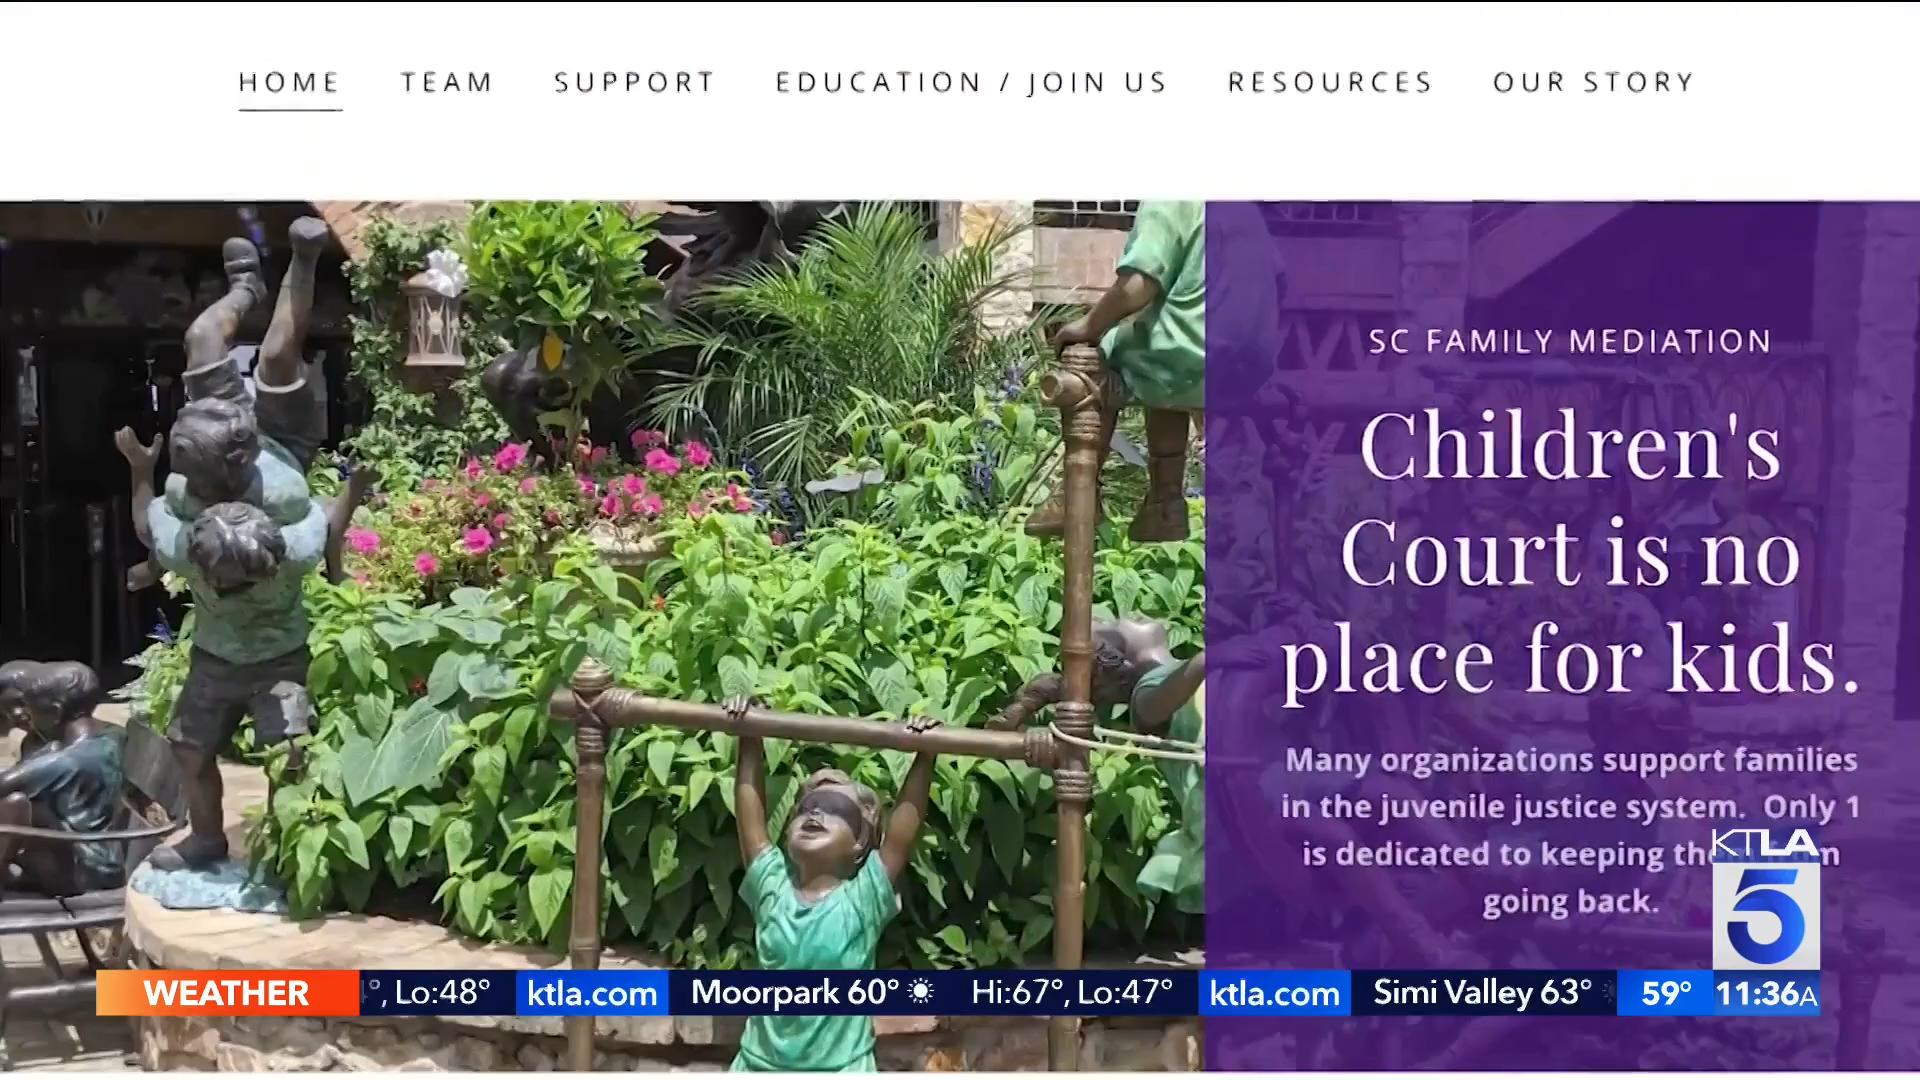 HOME TEAM SUPPORT EDUCATION / JOIN US RESOURCES OUR STORY
SC FAMILY MEDIATION
Children's
Court is no
place for kids.
Many organizations support families
in the juvenile justice system. Only 1
is dedicated to keeping
going back.
KTLA
5
WEATHER °, Lo:48° ktla.com Moorpark 60° Hi:67°, Lo:47° ktla.com Simi Valley 63° 59° 11:36A